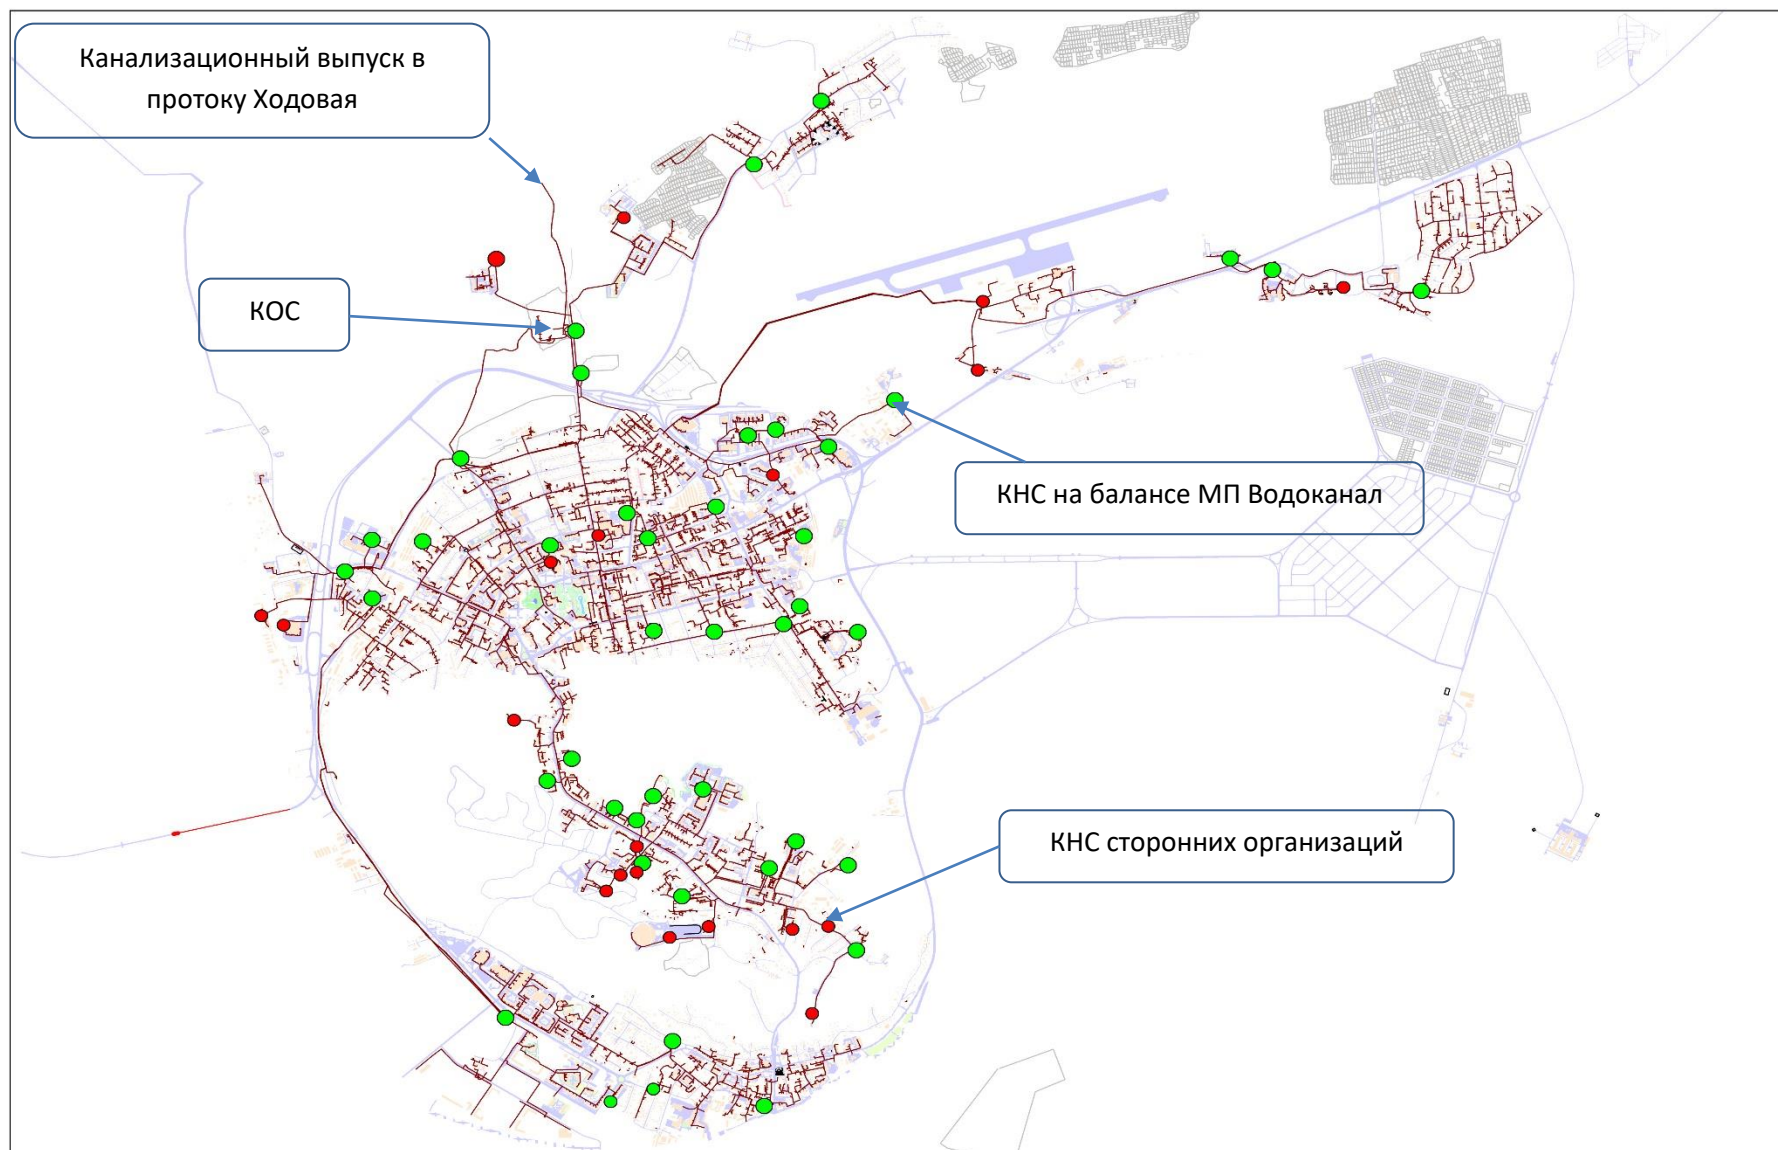 Канализационный выпуск в
протоку Ходовая
КОС
КНС на балансе МП Водоканал
КНС сторонних организаций